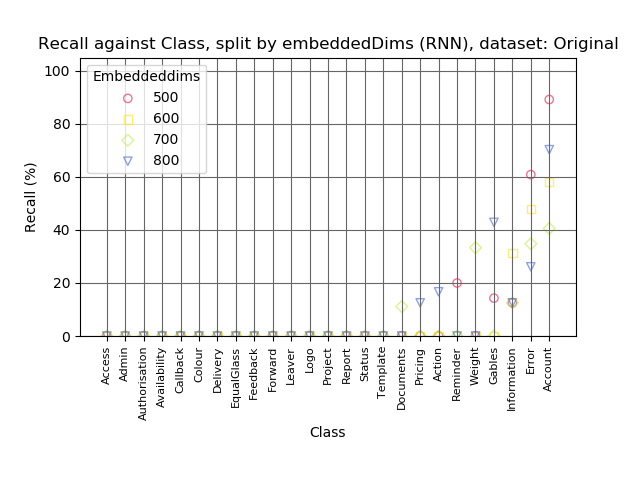 Recall against Class, split by embeddedDims (RNN), dataset: Original
Embeddeddims
500
600
700
800
Recall (%)
100
80
60
40
20
0
Access
Admin
Authorisation
Availability
Callback
Colour
Delivery
EqualGlass
Feedback
Forward
Leaver
Logo
Project
Report
Status
Template
Documents
Pricing
Action
Reminder
Weight
Gables
Information
Error
Account
Class